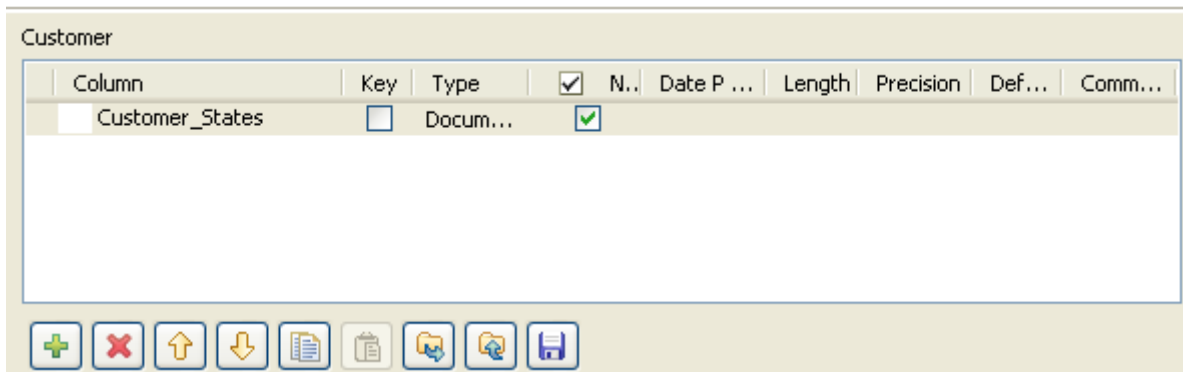 Customer
Column Key Type N.. Date P ... Length Precision Def... Comm...
Customer_States Docum...